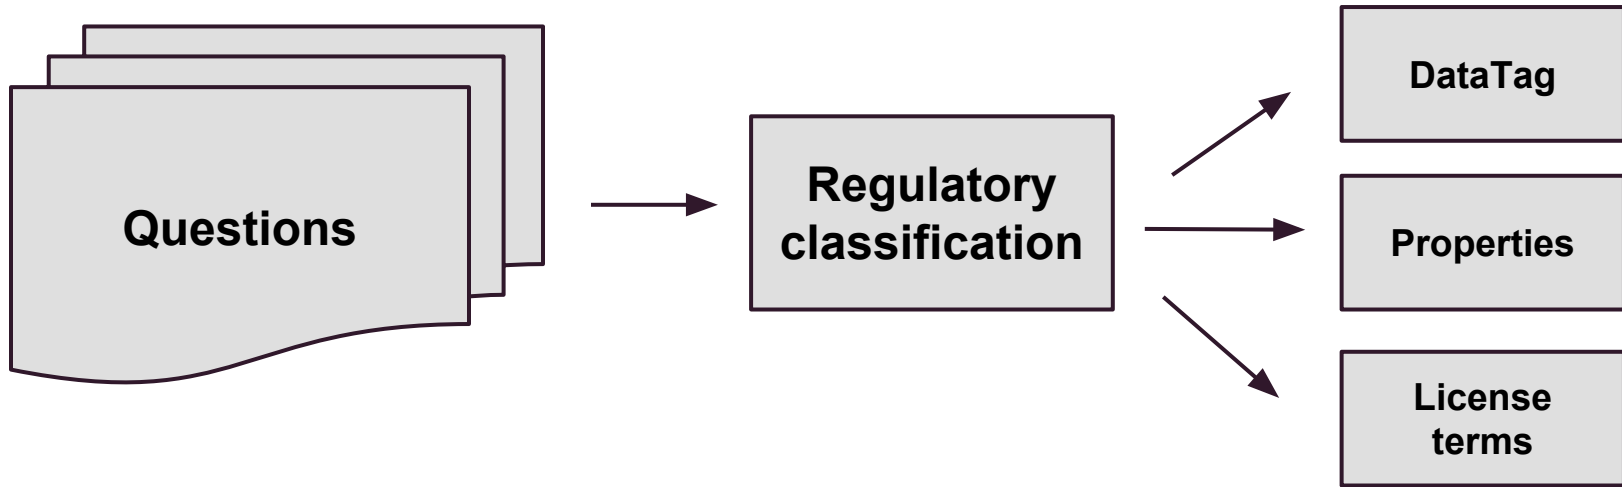 Questions
Regulatory
classification
DataTag
Properties
License
terms